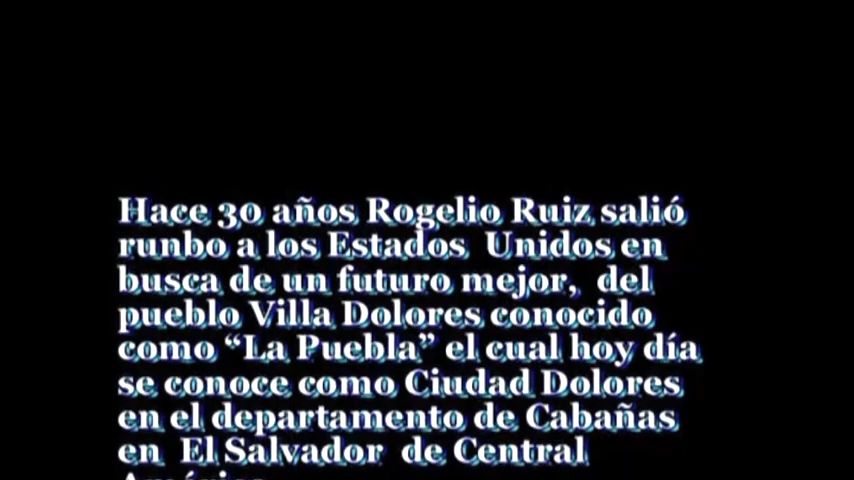 Hace 30 años Rogelio Ruiz salió
runbo a los Estados Unidos en
busca de un futuro mejor, del
pueblo Villa Dolores conocido
como “La Puebla” el cual hoy día
se conoce como Ciudad Dolores
en el departamento de Cabañas
en El Salvador de Central